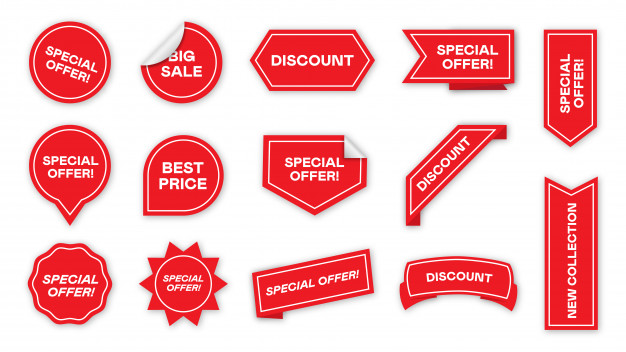 SPECIAL
OFFER!
BIG
SALE
DISCOUNT
SPECIAL
OFFER!
SPECIAL
OFFER!
SPECIAL
OFFER!
BEST
PRICE
SPECIAL
OFFER!
DISCOUNT
NEW COLLECTION
SPECIAL
OFFER!
SPECIAL
OFFER!
SPECIAL OFFER!
DISCOUNT